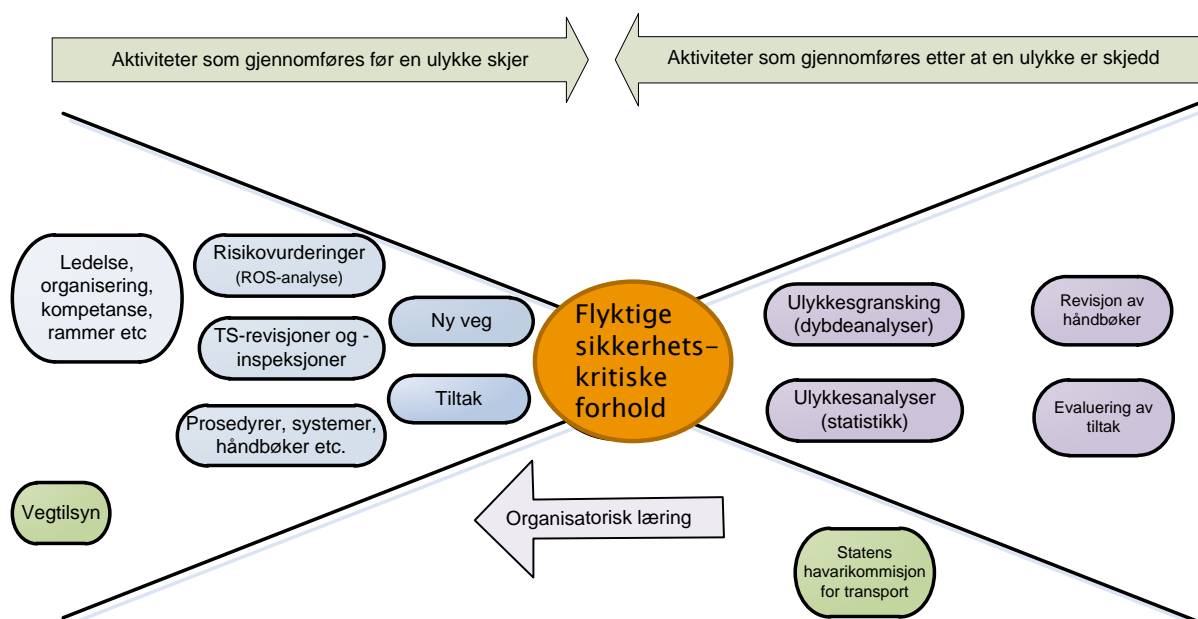 Aktiviteter som gjennomføres før en ulykke skjer
Aktiviteter som gjennomføres etter at en ulykke er skjedd
Ledelse,
organisering,
kompetanse,
rammer etc
Risikovurderinger
(ROS-analyse)
TS-revisjoner og -
inspeksjoner
Prosedyrer, systemer,
håndbøker etc.
Ny veg
Tiltak
Flyktige
sikkerhets-
kritiske
forhold
Ulykkesgransking
(dybdeanalyser)
Ulykkesanalyser
(statistikk)
Revisjon av
håndbøker
Evaluering av
tiltak
Vegtilsyn
Organisatorisk læring
Statens
havarikommisjon
for transport